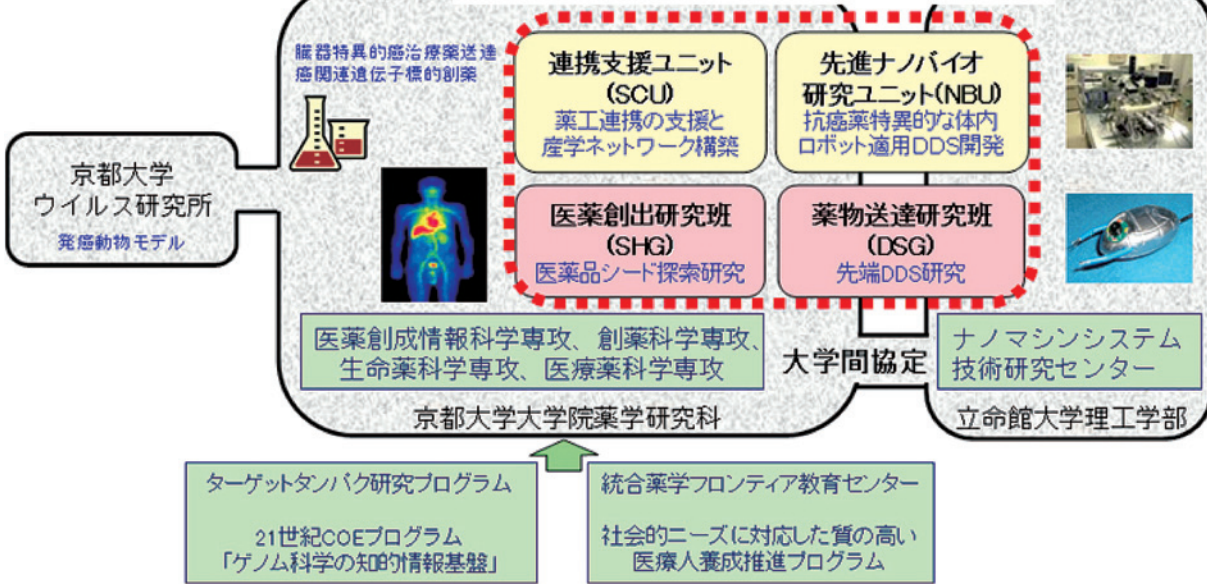 臓器特異的癌治療薬送達
癌関連遺伝子標的創薬
連携支援ユニット
(SCU)
薬工連携の支援と
産学ネットワーク構築
先進ナノバイオ
研究ユニット(NBU)
抗癌薬特異的な体内
ロボット適用DDS開発
京都大学
ウイルス研究所
発癌動物モデル
医薬創出研究班
(SHG)
医薬品シード探索研究
薬物送達研究班
(DSG)
先端DDS研究
医薬創成情報科学専攻、創薬科学専攻、
生命薬科学専攻、医療薬科学専攻
大学間協定
ナノマシンシステム
技術研究センター
京都大学大学院薬学研究科
立命館大学理工学部
ターゲットタンパク研究プログラム
21世紀COEプログラム
「ゲノム科学の知的情報基盤」
統合薬学フロンティア教育センター
社会的ニーズに対応した質の高い
医療人養成推進プログラム